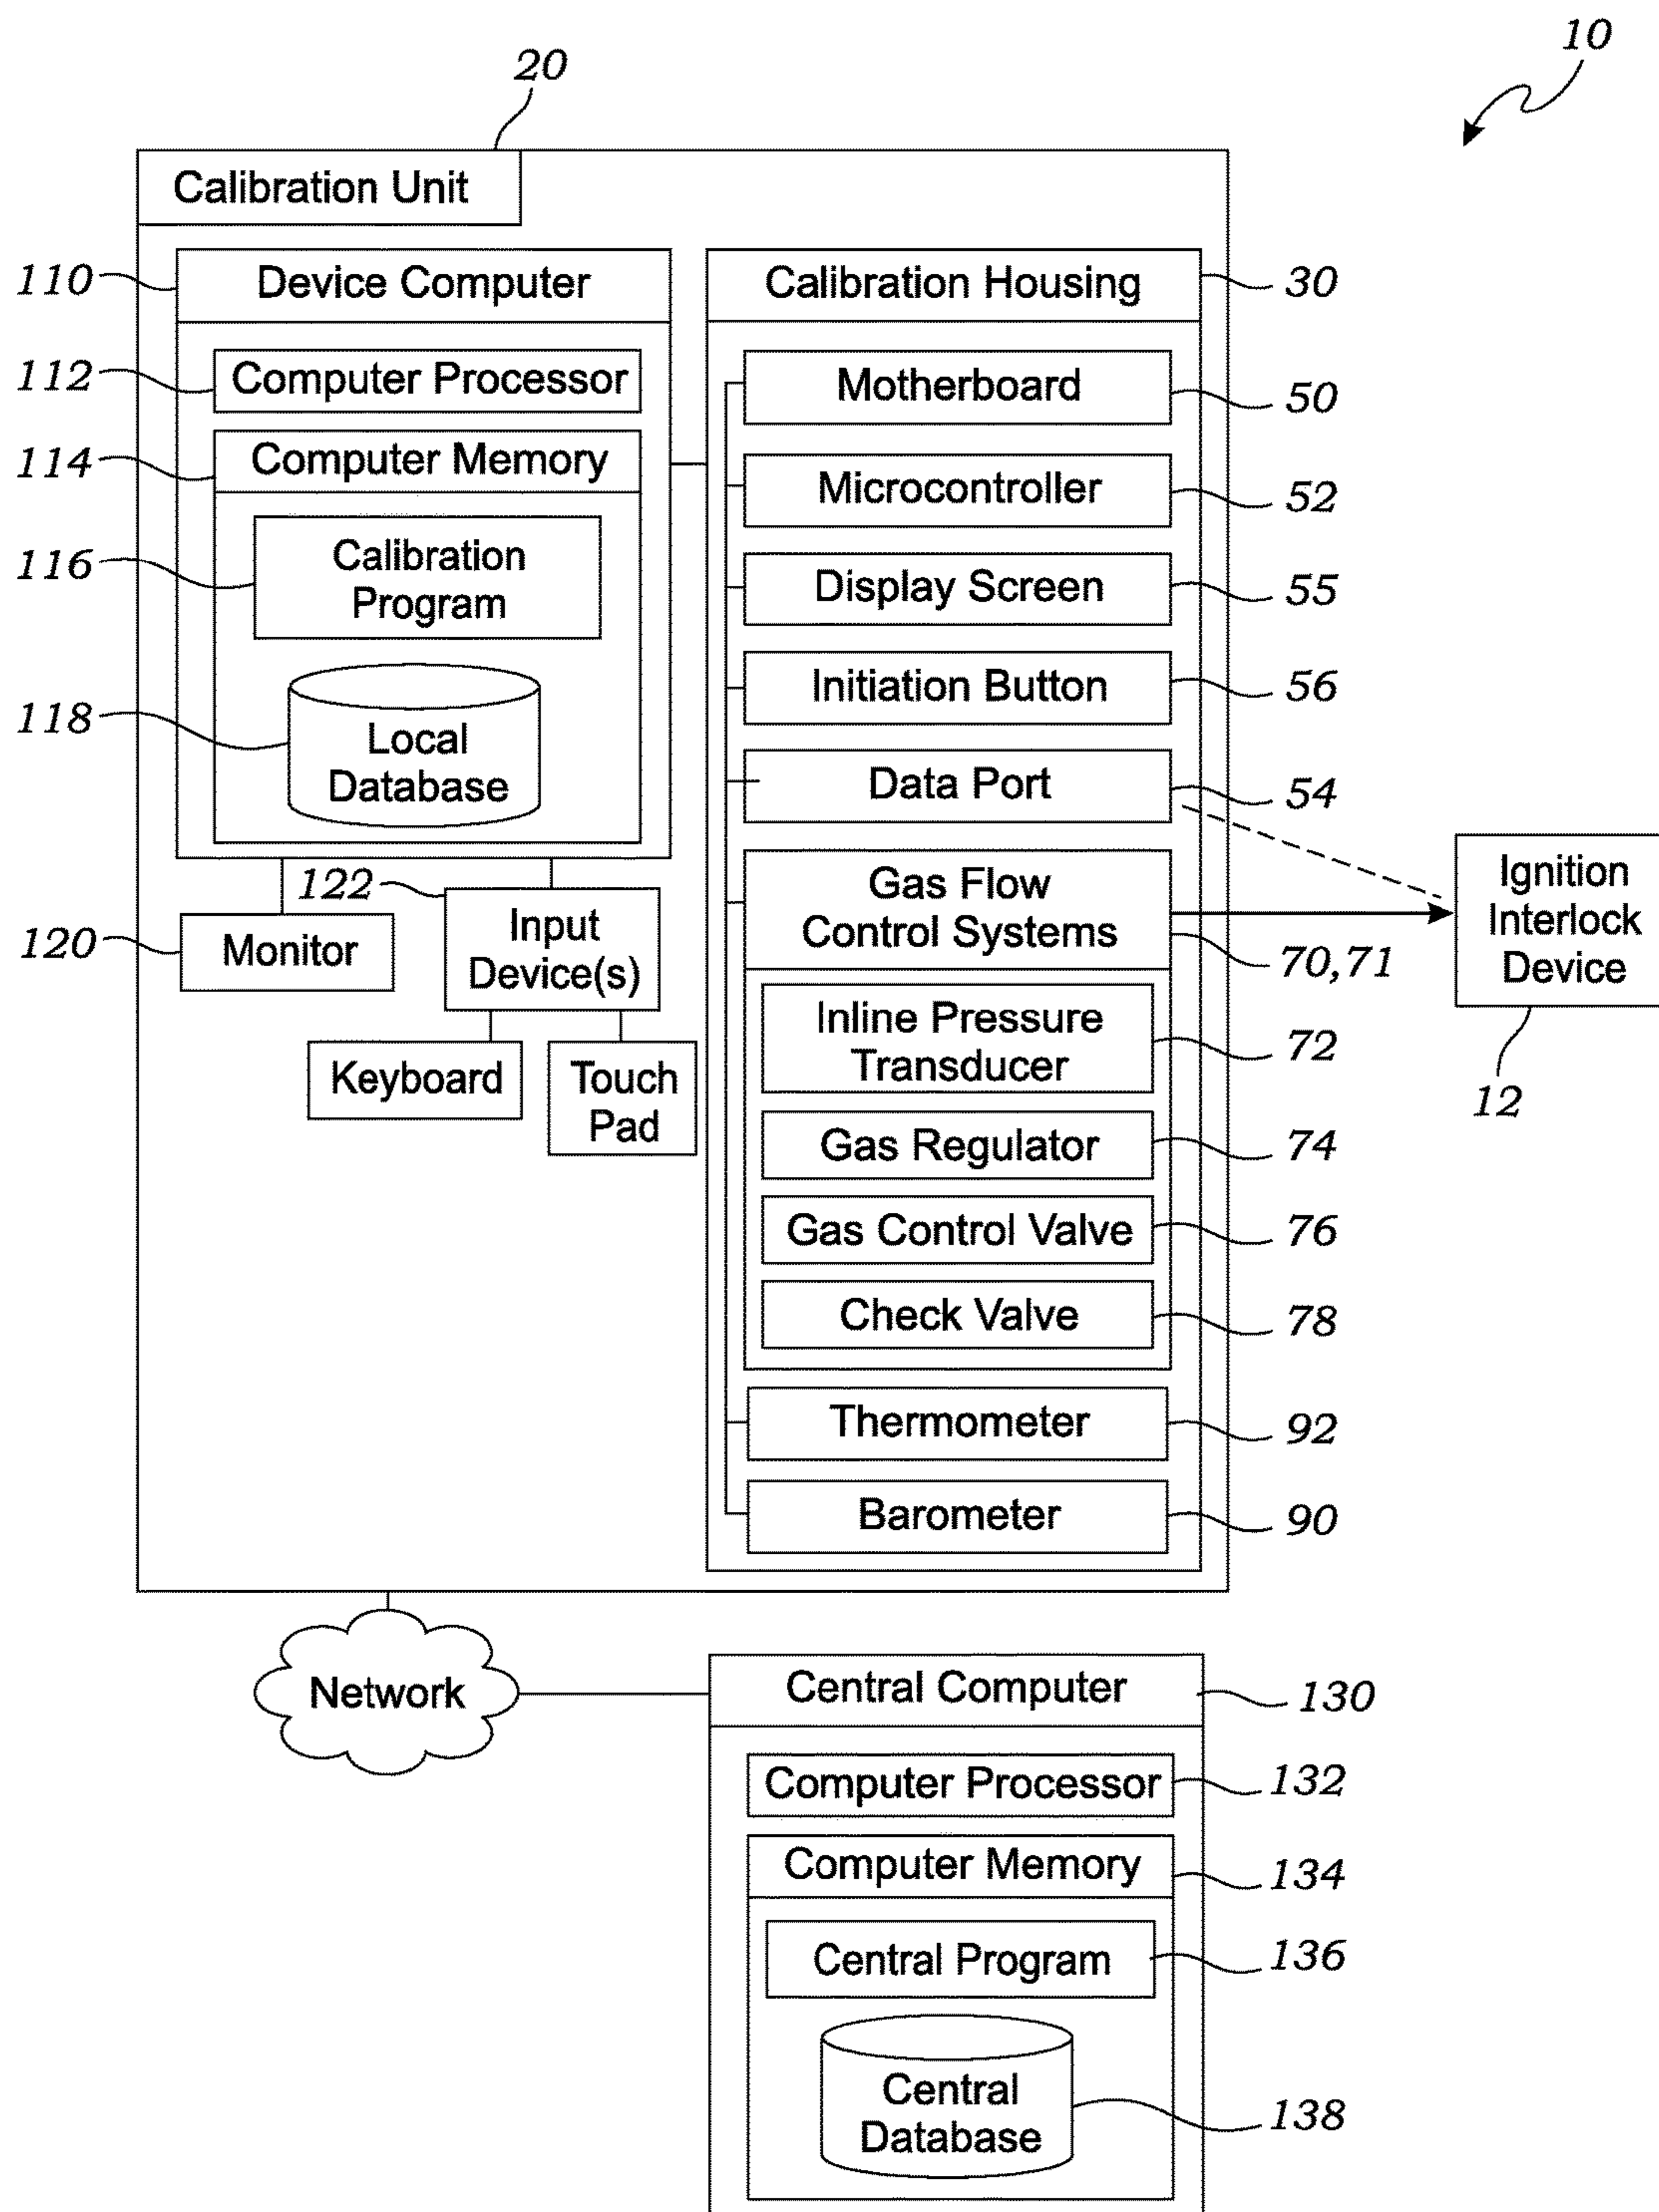 10
20
Calibration Unit
110
Device Computer
112
Computer Processor
114
Computer Memory
116
Calibration
Program
118
Local
Database
120
Monitor
122
Input
Device(s)
Keyboard
Touch
Pad
Calibration Housing
30
Motherboard
50
Microcontroller
52
Display Screen
55
Initiation Button
56
Data Port
54
Gas Flow
Control Systems
70,71
Inline Pressure
Transducer
72
Gas Regulator
74
Gas Control Valve
76
Check Valve
78
Thermometer
92
Barometer
90
Ignition
Interlock
Device
12
Network
Central Computer
130
Computer Processor
132
Computer Memory
134
Central Program
136
Central
Database
138